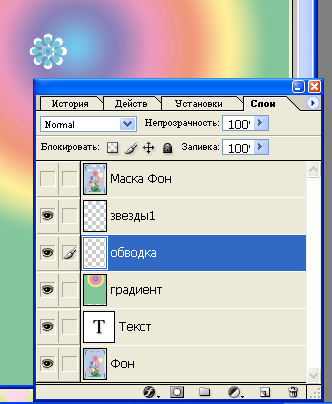 История Действ Установки Слои
Normal Непрозрачность: 100%
Блокировать: Заливка: 100%
Маска Фон
звезды1
обводка
градиент
T Текст
Фон